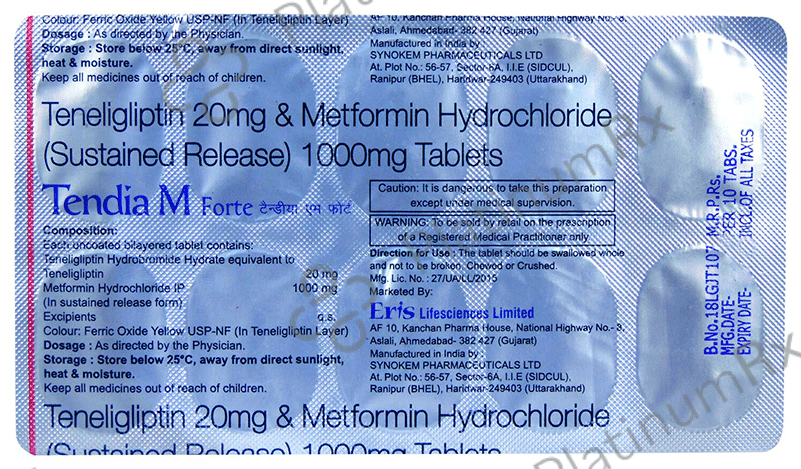 Colour: Ferric Oxide Yellow USP-NF (In Teneligliptin Layer)
Dosage : As directed by the Physician.
Storage : Store below 25°C, away from direct sunlight,
heat & moisture.
Keep all medicines out of reach of children.
AF 10, Kanchan Pharma House, National Highway No.- 8,
Aslali, Ahmedabad- 382 427 (Gujarat)
Manufactured in India by
SYNOKEM PHARMACEUTICALS LTD
At. Plot No.: 56-57, Sector-6A, I.I.E (SIDCUL),
Ranipur (BHEL), Haridwar-249403 (Uttarakhand)
Teneligliptin 20mg & Metformin Hydrochloride
(Sustained Release) 1000mg Tablets
Tendia M Forte टेन्डीया एम फोर्ट
Composition:
Each uncoated bilayered tablet contains:
Teneligliptin Hydrobromide Hydrate equivalent to
Teneligliptin 20 mg
Metformin Hydrochloride IP 1000 mg
(In sustained release form)
Excipients q.s.
Colour: Ferric Oxide Yellow USP-NF (In Teneligliptin Layer)
Dosage : As directed by the Physician.
Storage : Store below 25°C, away from direct sunlight,
heat & moisture.
Keep all medicines out of reach of children.
Caution: It is dangerous to take this preparation
except under medical supervision.
WARNING: To be sold by retail on the prescription
of a Registered Medical Practitioner only.
Direction for Use : The tablet should be swallowed whole
and not to be broken, Chewed or Crushed.
Mfg. Lic. No. : 27/UA/LL/2015
Marketed By:
Eris Lifesciences Limited
AF 10, Kanchan Pharma House, National Highway No.- 8,
Aslali, Ahmedabad- 382 427 (Gujarat)
Manufactured in India by :
SYNOKEM PHARMACEUTICALS LTD
At. Plot No.: 56-57, Sector-6A, I.I.E (SIDCUL),
Ranipur (BHEL), Haridwar-249403 (Uttarakhand)
B.No.18LGJT107 M.R.P.Rs.
MFG.DATE- PER 10 TABS.
EXPIRY DATE- INCL.OF ALL TAXES
Teneligliptin 20mg & Metformin Hydrochloride
(Sustained Release) 1000mg Tablets
PlatinumRx